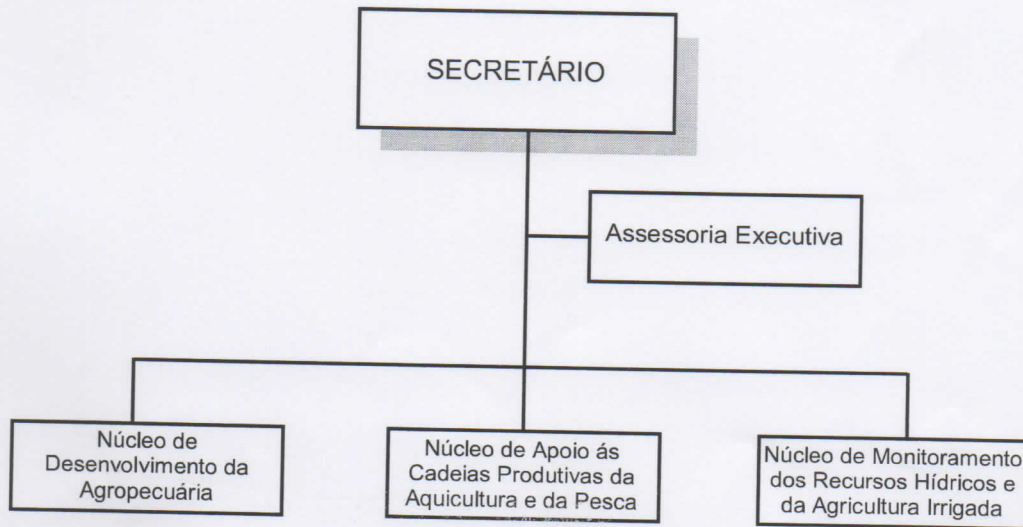 SECRETÁRIO
Assessoria Executiva
Núcleo de
Desenvolvimento da
Agropecuária
Núcleo de Apoio ás
Cadeias Produtivas da
Aquicultura e da Pesca
Núcleo de Monitoramento
dos Recursos Hídricos e
da Agricultura Irrigada